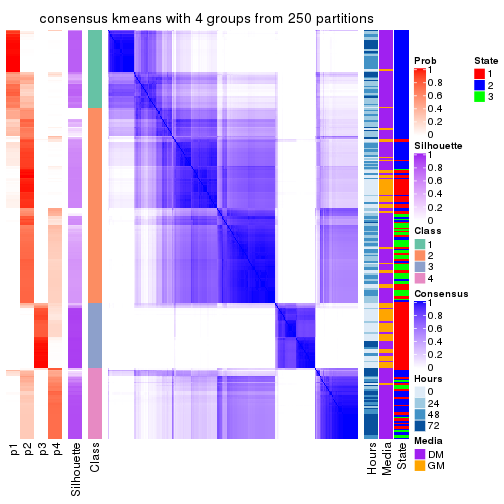 consensus kmeans with 4 groups from 250 partitions
Prob
1
0.8
0.6
0.4
0.2
0
State
1
2
3
Silhouette
1
0.8
0.6
0.4
0.2
0
Class
1
2
3
4
Consensus
1
0.8
0.6
0.4
0.2
0
Hours
0
24
48
72
Media
DM
GM
p1
p2
p3
p4
Silhouette
Class
Hours
Media
State